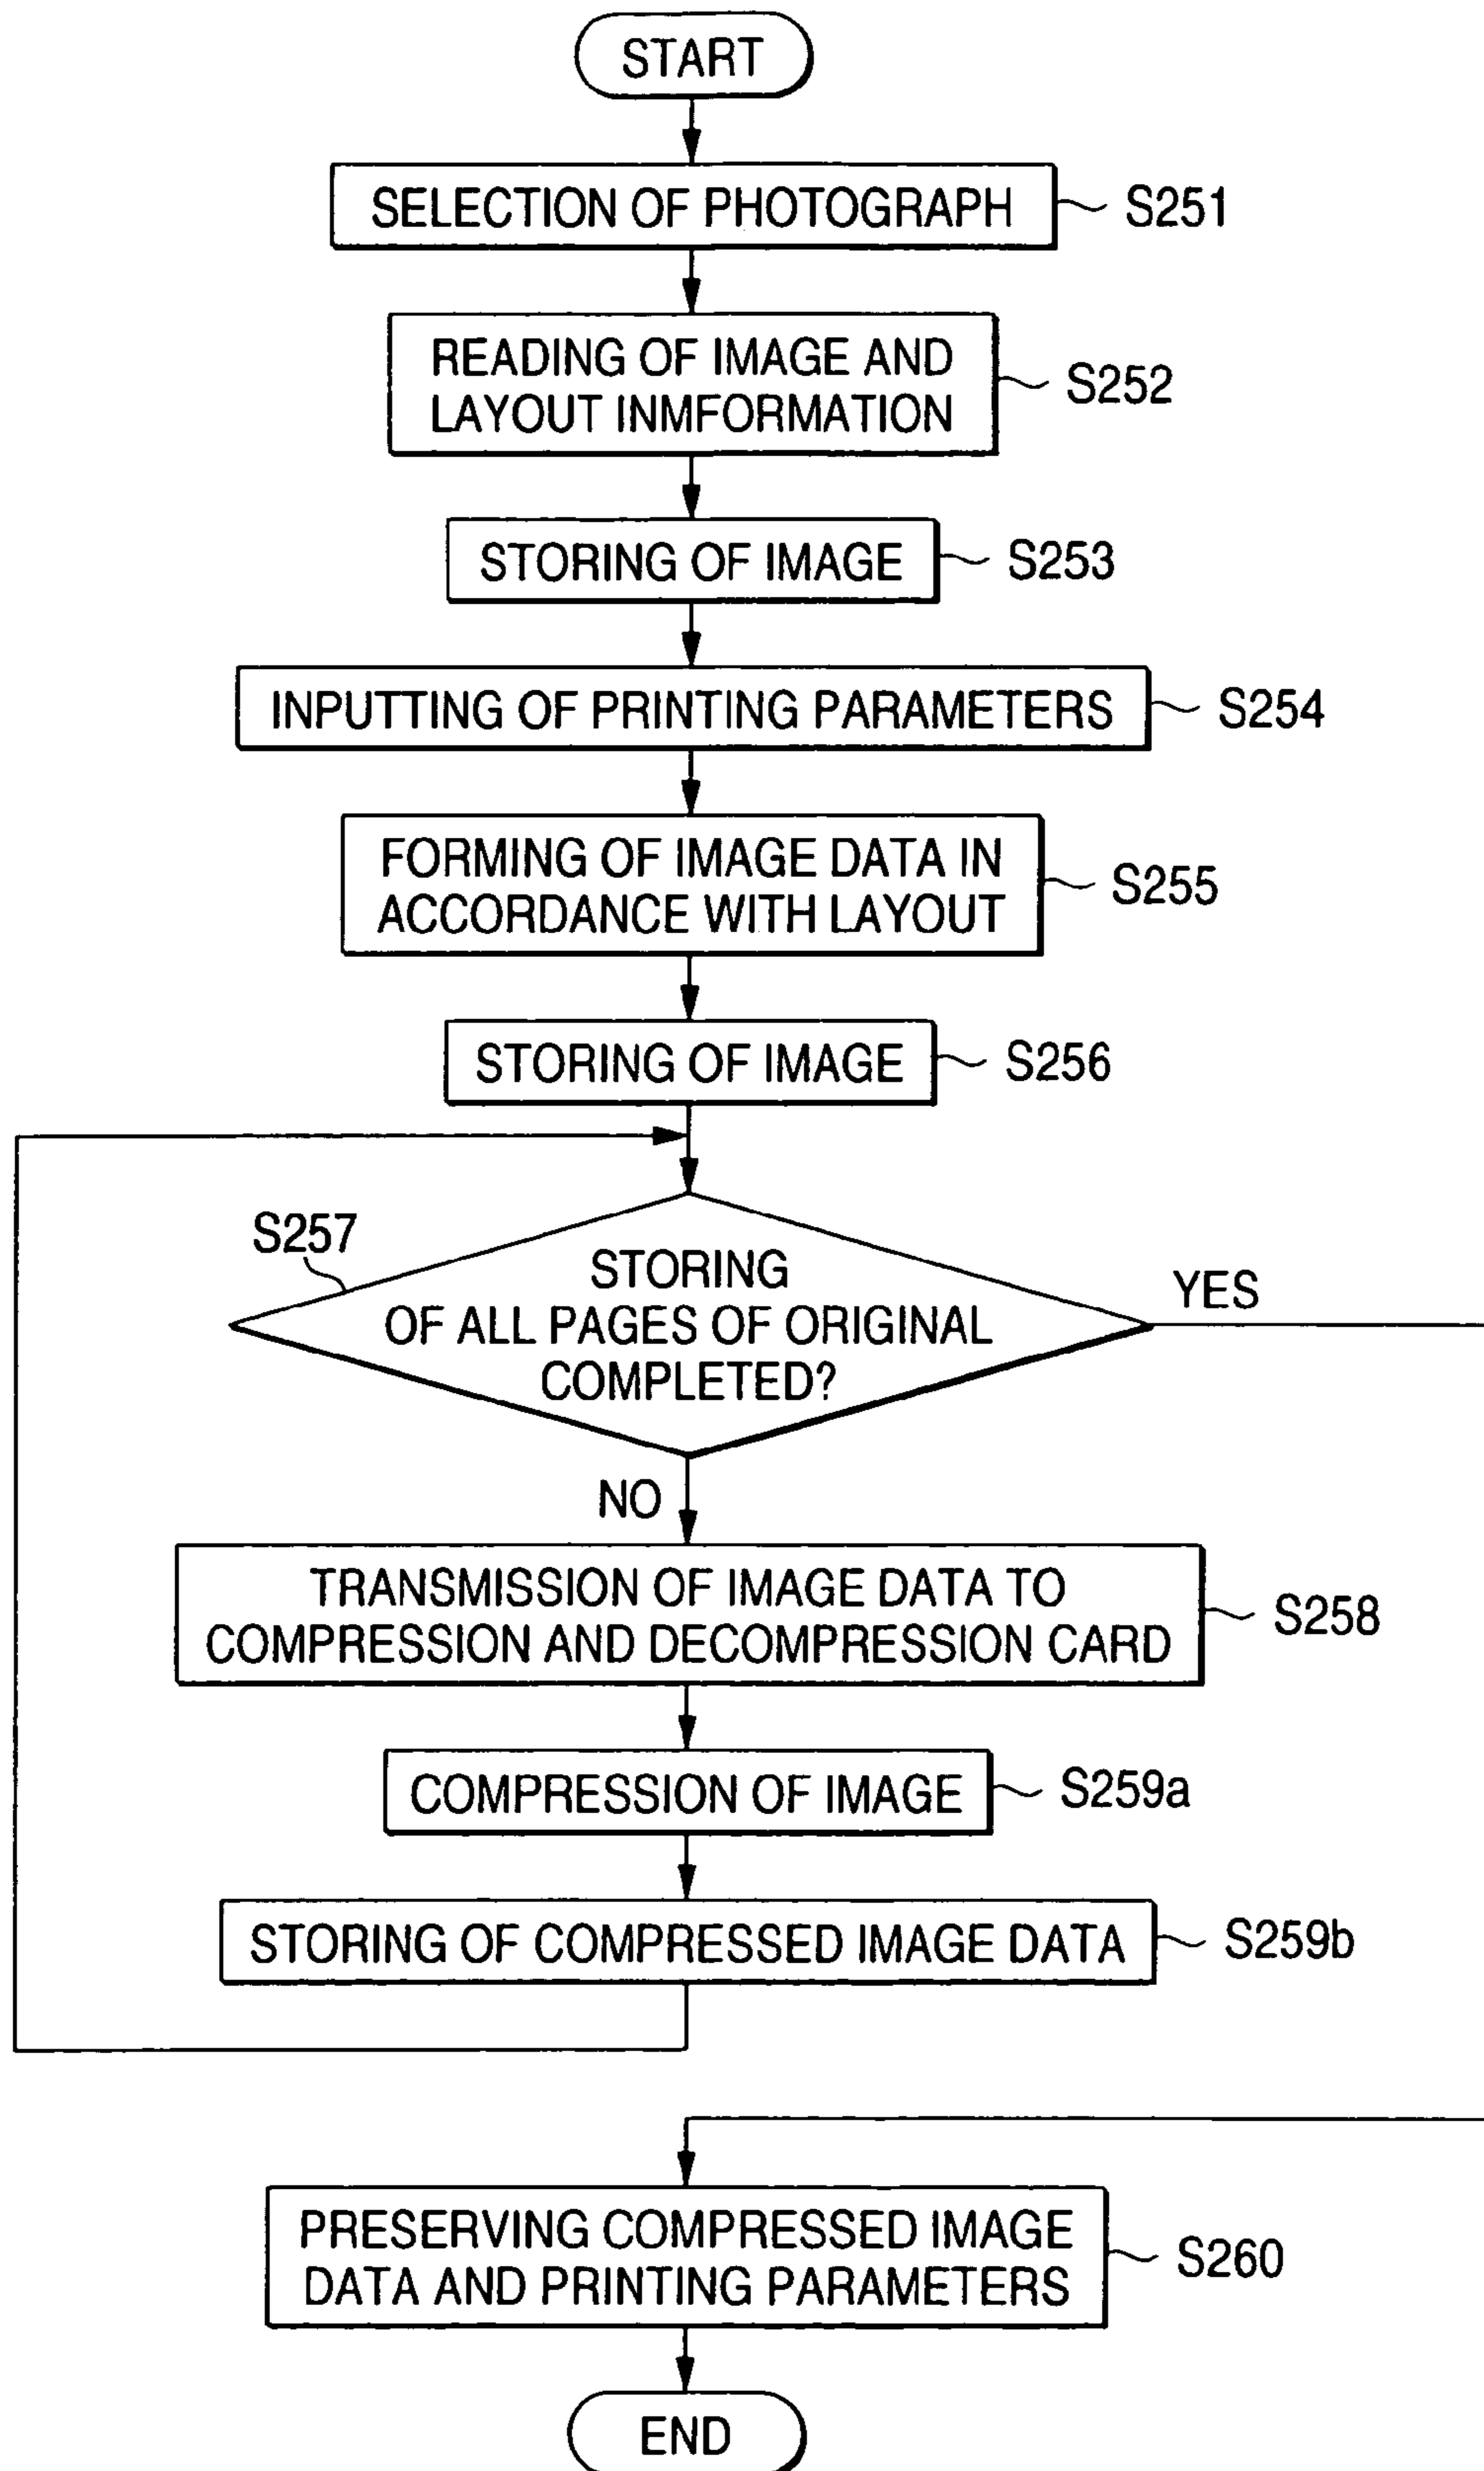 START
SELECTION OF PHOTOGRAPH
S251
READING OF IMAGE AND
LAYOUT INMFORMATION
S252
STORING OF IMAGE
S253
INPUTTING OF PRINTING PARAMETERS
S254
FORMING OF IMAGE DATA IN
ACCORDANCE WITH LAYOUT
S255
STORING OF IMAGE
S256
S257
STORING
OF ALL PAGES OF ORIGINAL
COMPLETED?
YES
NO
TRANSMISSION OF IMAGE DATA TO
COMPRESSION AND DECOMPRESSION CARD
S258
COMPRESSION OF IMAGE
S259a
STORING OF COMPRESSED IMAGE DATA
S259b
PRESERVING COMPRESSED IMAGE
DATA AND PRINTING PARAMETERS
S260
END